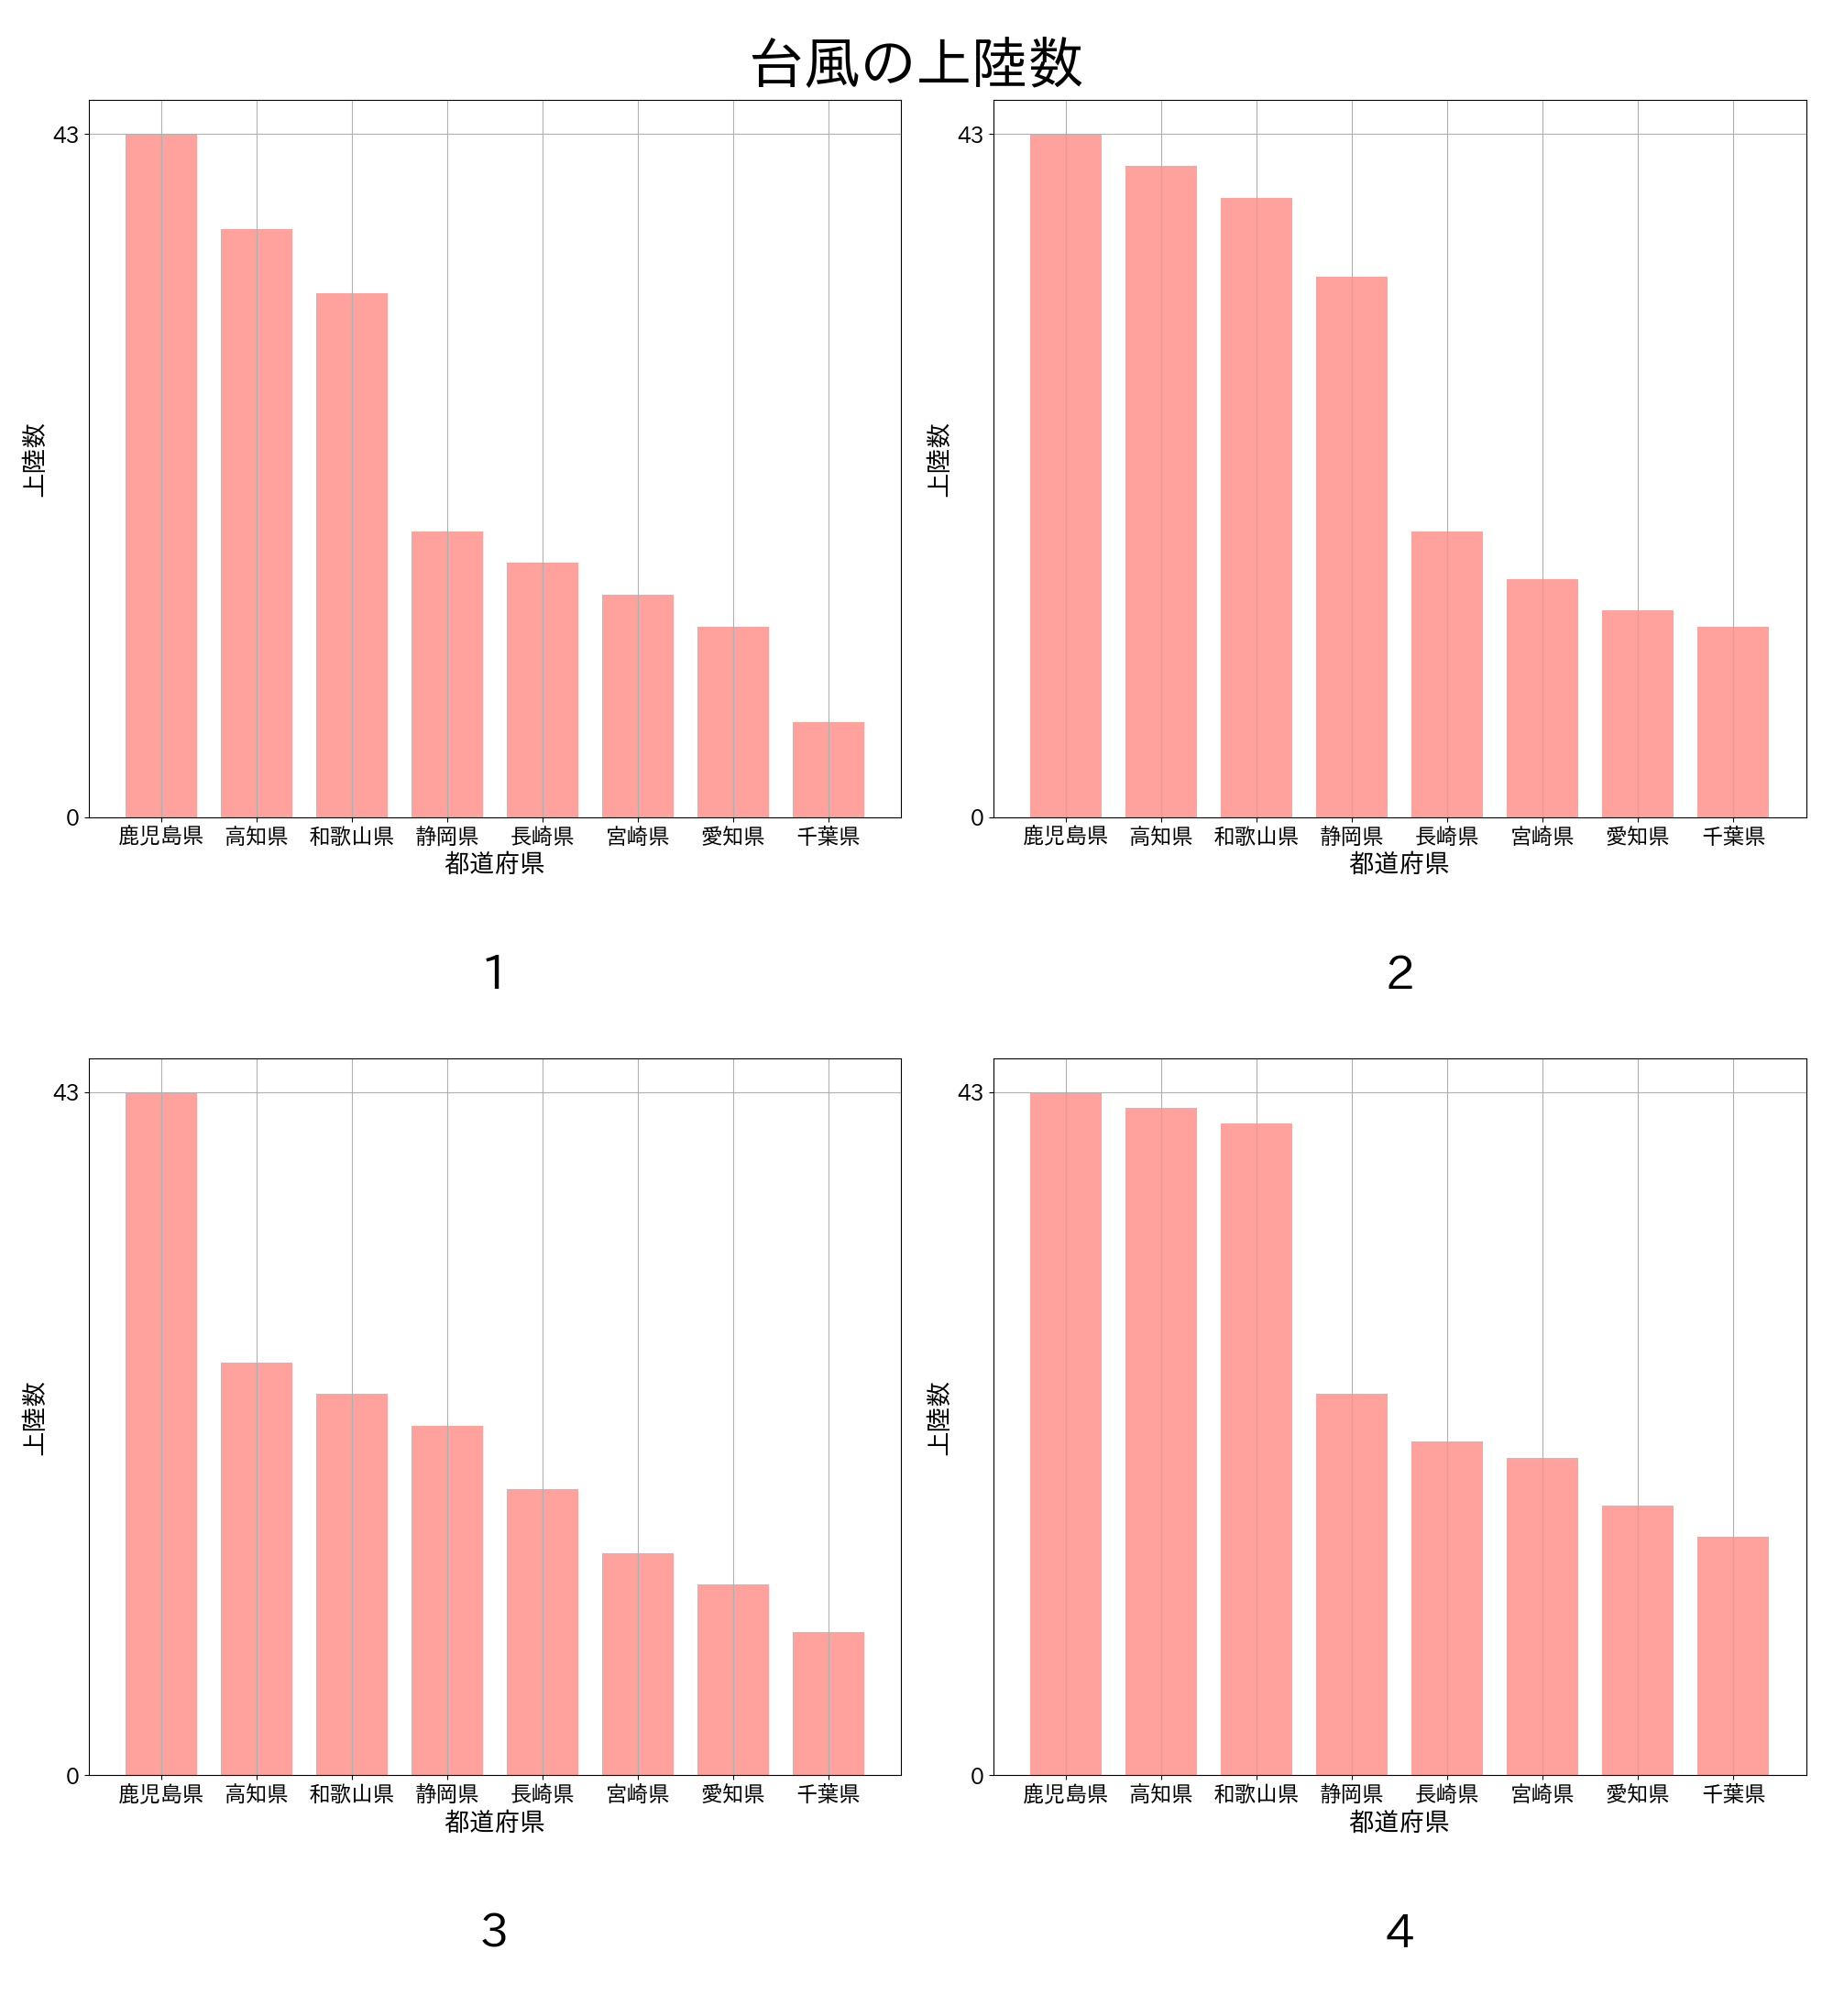 台風の上陸数
43
0
上陸数
鹿児島県 高知県 和歌山県 静岡県 長崎県 宮崎県 愛知県 千葉県
都道府県
1
43
0
上陸数
鹿児島県 高知県 和歌山県 静岡県 長崎県 宮崎県 愛知県 千葉県
都道府県
2
43
0
上陸数
鹿児島県 高知県 和歌山県 静岡県 長崎県 宮崎県 愛知県 千葉県
都道府県
3
43
0
上陸数
鹿児島県 高知県 和歌山県 静岡県 長崎県 宮崎県 愛知県 千葉県
都道府県
4